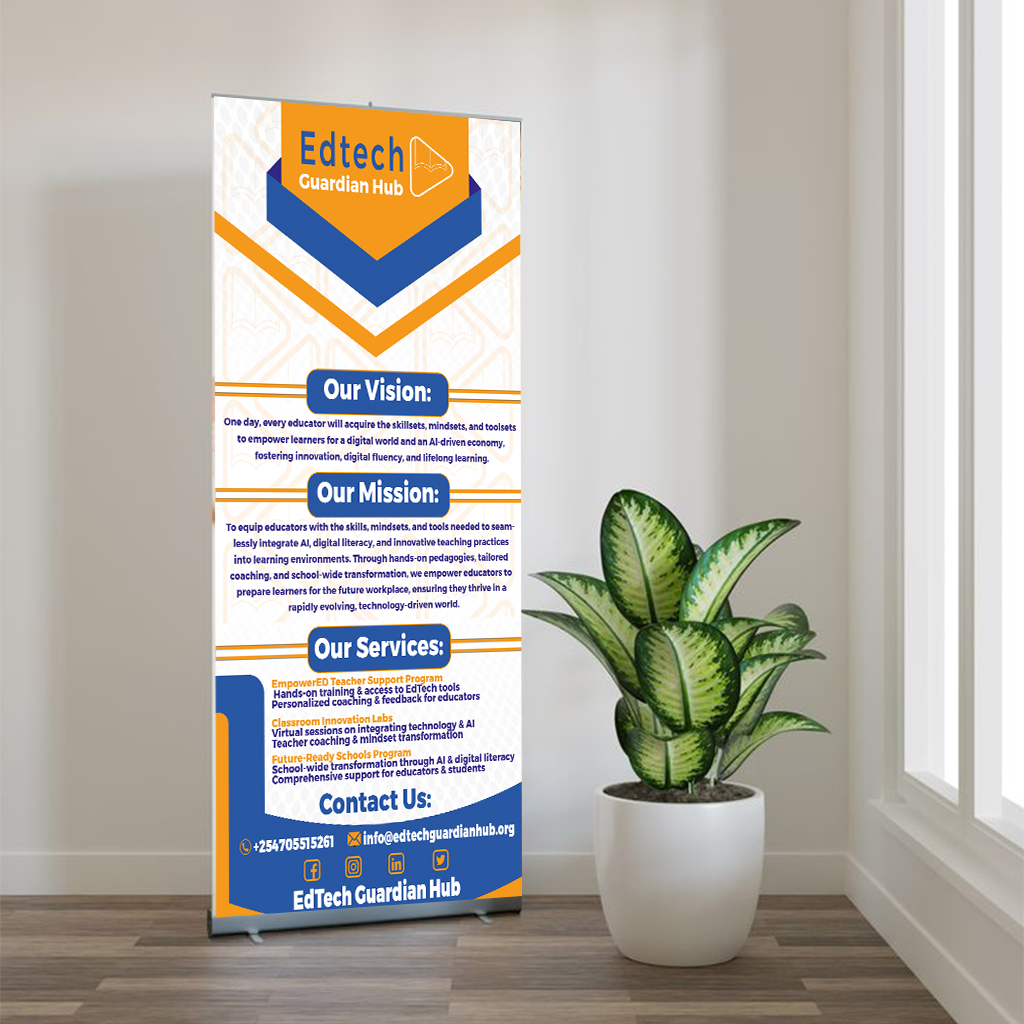 Edtech
Guardian Hub
Our Vision:
One day, every educator will acquire the skillsets, mindsets, and toolsets
to empower learners for a digital world and an AI-driven economy,
fostering innovation, digital fluency, and lifelong learning.
Our Mission:
To equip educators with the skills, mindsets, and tools needed to seam-
lessly integrate AI, digital literacy, and innovative teaching practices
into learning environments. Through hands-on pedagogies, tailored
coaching, and school-wide transformation, we empower educators to
prepare learners for the future workplace, ensuring they thrive in a
rapidly evolving, technology-driven world.
Our Services:
EmpowerED Teacher Support Program
Hands-on training & access to EdTech tools
Personalized coaching & feedback for educators
Classroom Innovation Labs
Virtual sessions on integrating technology & AI
Teacher coaching & mindset transformation
Future-Ready Schools Program
School-wide transformation through AI & digital literacy
Comprehensive support for educators & students
Contact Us:
+254705515261 info@edtechguardianhub.org
EdTech Guardian Hub